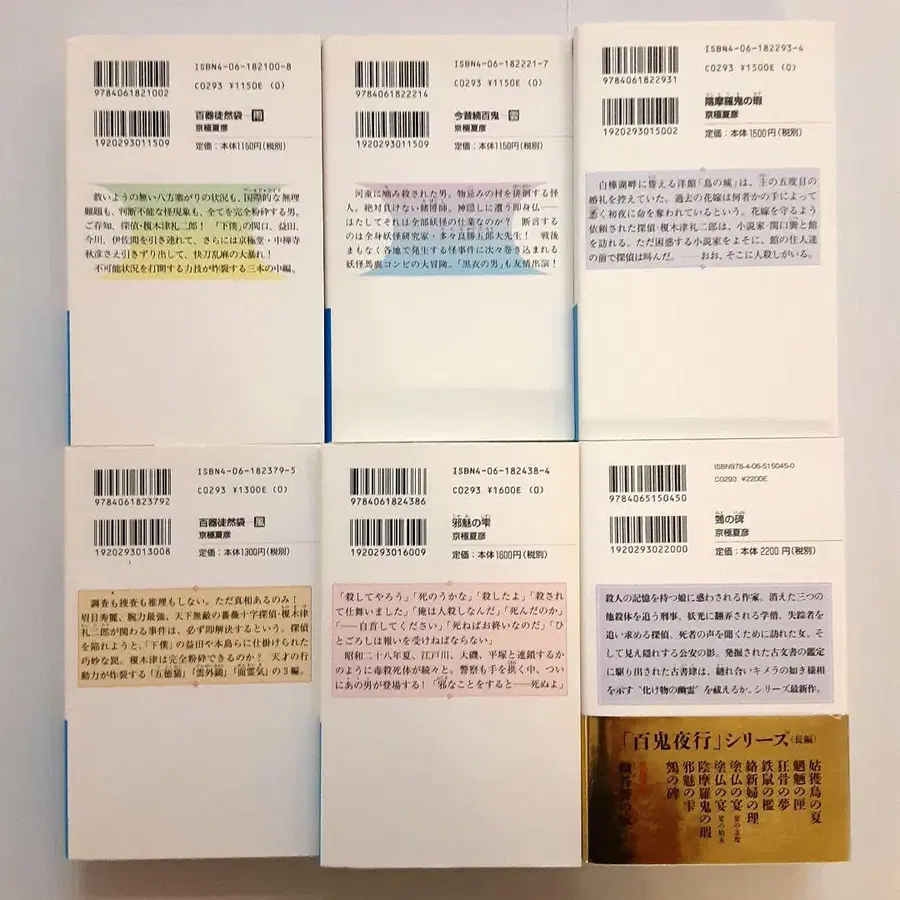 ISBN4-06-182100-8
C0293 ¥1150E (0)
9784061821002
1920293011509
百器徒然袋—雨
京極夏彦
定価：本体1150円(税別)
救いようの無い八方塞がりの状況も、国際的な無理
難題も、判断不能な怪現象も、全てを完全粉砕する男。
ご存知、探偵・榎木津礼二郎！「下僕」の関口、益田、
今川、伊佐間を引き連れて、さらには京極堂・中禅寺
秋彦さえ引きずり出して、快刀乱麻の大暴れ！
不可能状況を打開する力技が炸裂する三本の中編。
ISBN4-06-182221-7
C0293 ¥1150E (0)
9784061822214
1920293011509
今昔続百鬼—雲
京極夏彦
定価：本体1150円(税別)
河童に噛み殺された男。物忌みの村を徘徊する怪
人。絶対負けない賭博師。神隠しに遭う即身仏——
はたしてそれは全部妖怪の仕業なのか？ 断言する
のは全身妖怪研究家・多々良勝五郎大先生！ 戦後
まもなく各地で発生する怪事件に次々巻き込まれる
妖怪馬鹿コンビの大冒険。「黒衣の男」も友情出演！
ISBN4-06-182293-4
C0293 ¥1500E (0)
9784061822931
1920293015002
陰摩羅鬼の瑕
京極夏彦
定価：本体1500円(税別)
白樺湖畔に聳える洋館「鳥の城」は、主の五度目の
婚礼を控えていた。過去の花嫁は何者かの手によって
悉く初夜に命を奪われているという。花嫁を守るよう
依頼された探偵・榎木津礼二郎は、小説家・関口巽と館
を訪れる。ただ困惑する小説家をよそに、館の住人達
の前で探偵は叫んだ。——おお、そこに人殺しがいる。
ISBN4-06-182379-5
C0293 ¥1300E (0)
9784061823792
1920293013008
百器徒然袋—風
京極夏彦
定価：本体1300円(税別)
調査も捜査も推理もしない。ただ真相あるのみ！
眉目秀麗、腕力最強、天下無敵の薔薇十字探偵・榎木津
礼二郎が関わる事件は、必ず即解決するという。探偵
を陥れようと、「下僕」の益田や本島らに仕掛けられた
巧妙な罠。榎木津は完全粉砕できるのか？ 天才の行
動力が炸裂する「五徳猫」「雲外鏡」「面霊気」の3編。
ISBN4-06-182438-4
C0293 ¥1600E (0)
9784061824386
1920293016009
邪魅の雫
京極夏彦
定価：本体1600円(税別)
「殺してやろう」「死のうかな」「殺したよ」「殺され
て仕舞いました」「俺は人殺しなんだ」「死んだのか」
「——自首してください」「死ねばお終いなのだ」「ひ
とごろしは報いを受けねばならない」
昭和二十八年夏、江戸川、大磯、平塚と連鎖するか
のように毒殺死体が続々と。警察も手を拱く中、つい
にあの男が登場する！「邪なことをすると——死ぬよ」
ISBN978-4-06-515045-0
C0293 ¥2200E
9784065150450
1920293022000
鵼の碑
京極夏彦
定価：本体2200円(税別)
殺人の記憶を持つ娘に惑わされる作家。消えた三つの
他殺体を追う刑事。妖光に翻弄される学僧。失踪者を
追い求める探偵。死者の声を聞くために訪れた女。そ
して見え隠れする公安の影。発掘された古文書の鑑定
に駆り出された古書肆は、縺れ合いキメラの如き様相
を示す“化け物の幽霊”を祓えるか。シリーズ最新作。
「百鬼夜行」シリーズ〈長編〉
姑獲鳥の夏
魍魎の匣
狂骨の夢
鉄鼠の檻
絡新婦の理
塗仏の宴 宴の支度
塗仏の宴 宴の始末
陰摩羅鬼の瑕
邪魅の雫
鵼の碑